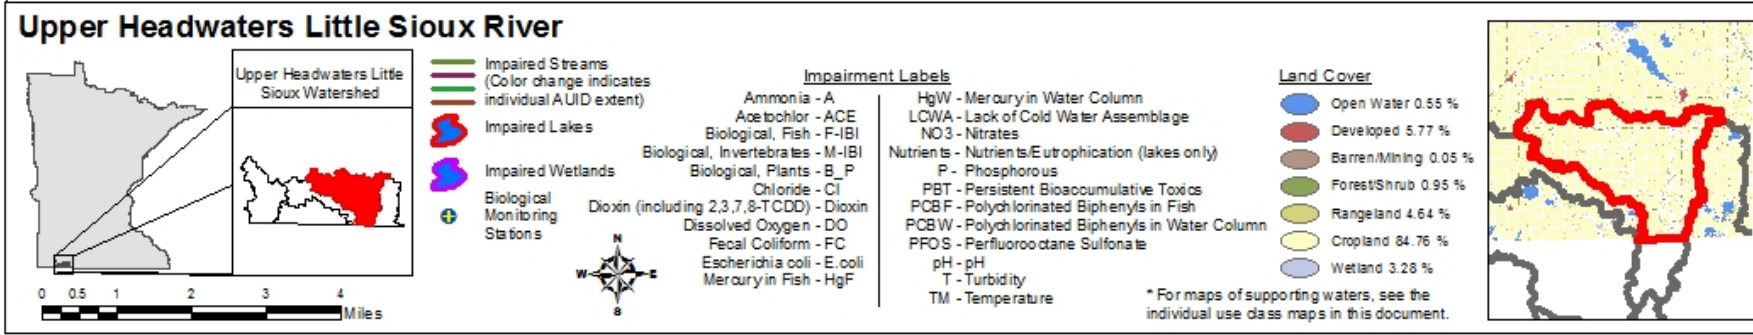 Upper Headwaters Little Sioux River
Upper Headwaters Little
Sioux Watershed
0 0.5 1 2 3 4
Miles
Impaired Streams
(Color change indicates
individual AUID extent)
Impaired Lakes
Impaired Wetlands
Biological
Monitoring
Stations
N
W E
S
Impairment Labels
Ammonia - A
Acetochlor - ACE
Biological, Fish - F-IBI
Biological, Invertebrates - M-IBI
Biological, Plants - B_P
Chloride - Cl
Dioxin (including 2,3,7,8-TCDD) - Dioxin
Dissolved Oxygen - DO
Fecal Coliform - FC
Escherichia coli - E.coli
Mercury in Fish - HgF
HgW - Mercury in Water Column
LCWA - Lack of Cold Water Assemblage
NO3 - Nitrates
Nutrients - Nutrients/Eutrophication (lakes only)
P - Phosphorous
PBT - Persistent Bioaccumulative Toxics
PCBF - Polychlorinated Biphenyls in Fish
PCBW - Polychlorinated Biphenyls in Water Column
PFOS - Perfluorooctane Sulfonate
pH - pH
T - Turbidity
TM - Temperature
Land Cover
Open Water 0.55 %
Developed 5.77 %
Barren/Mining 0.05 %
Forest/Shrub 0.95 %
Rangeland 4.64 %
Cropland 84.76 %
Wetland 3.28 %
* For maps of supporting waters, see the
individual use class maps in this document.